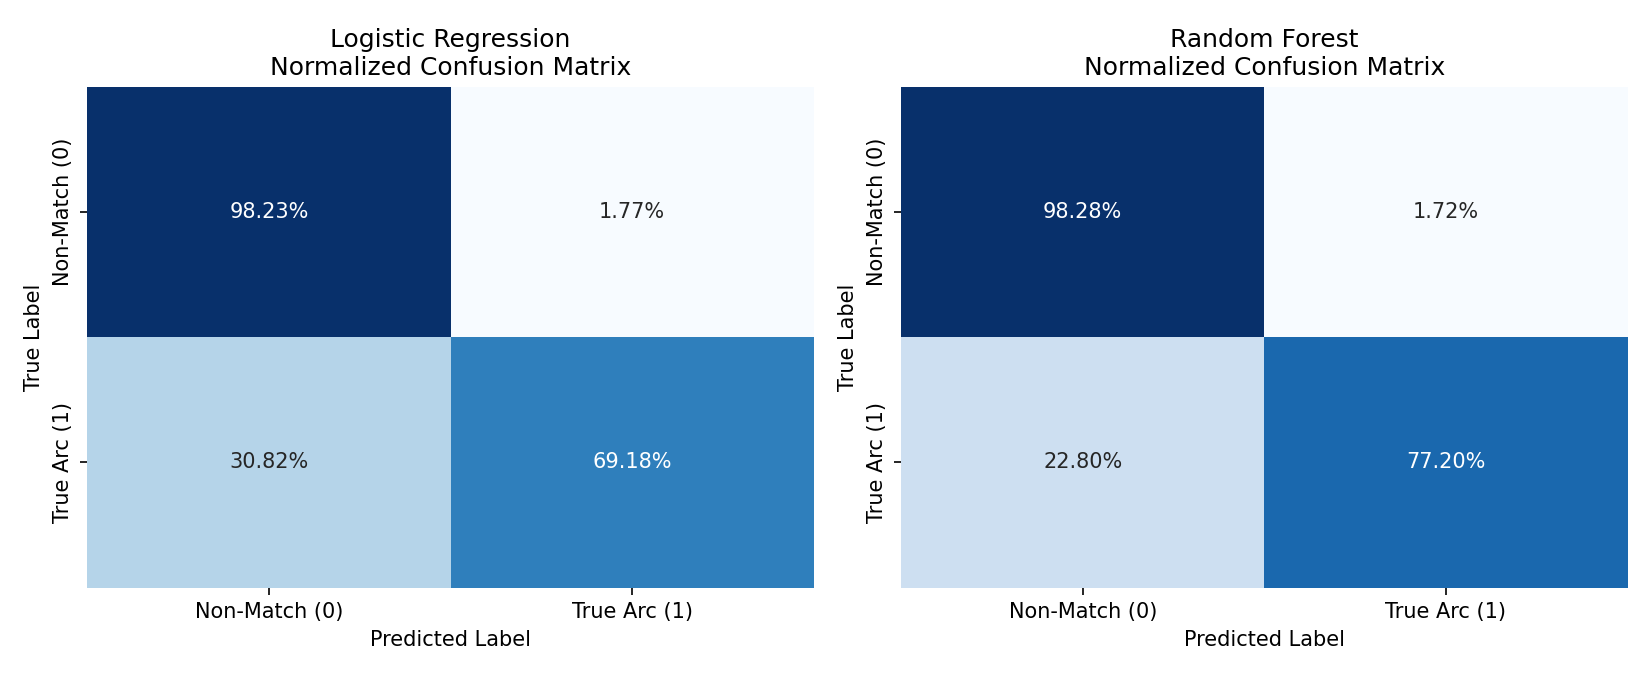 Logistic Regression
Normalized Confusion Matrix
True Label
Non-Match (0)
98.23%
1.77%
True Arc (1)
30.82%
69.18%
Non-Match (0)
True Arc (1)
Predicted Label
Random Forest
Normalized Confusion Matrix
True Label
Non-Match (0)
98.28%
1.72%
True Arc (1)
22.80%
77.20%
Non-Match (0)
True Arc (1)
Predicted Label